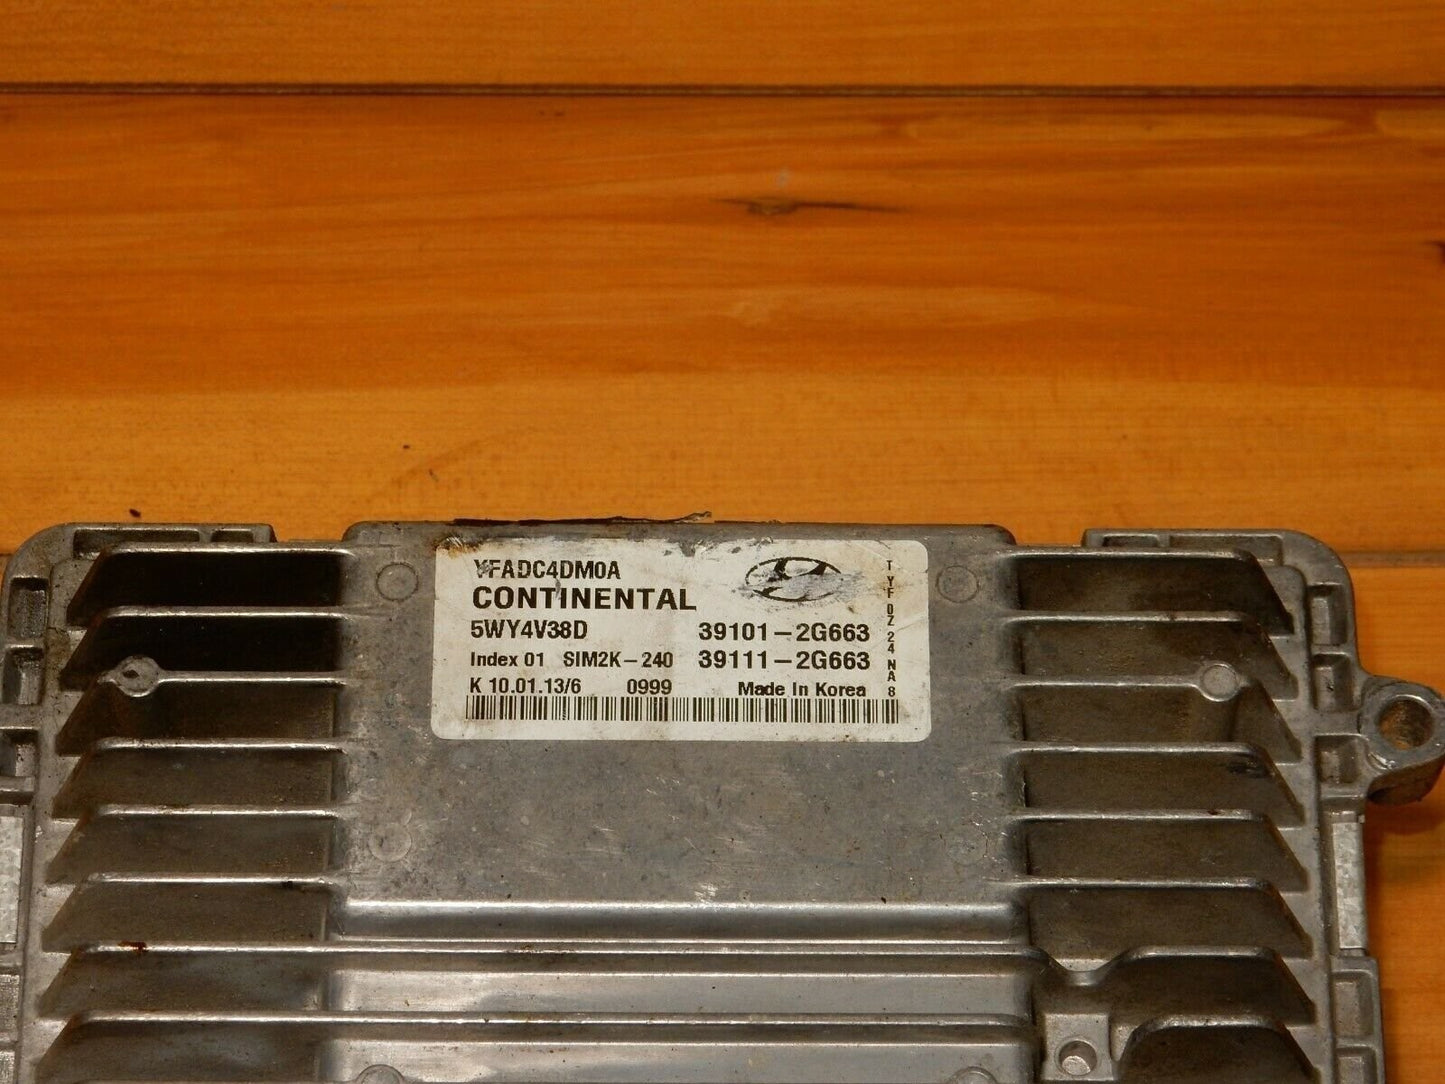 YFADC4DM0A
CONTINENTAL
5WY4V38D 39101-2G663
Index 01 SIM2K-240 39111-2G663
K 10.01.13/6 0999 Made In Korea
TYF 0Z 24 NA 8